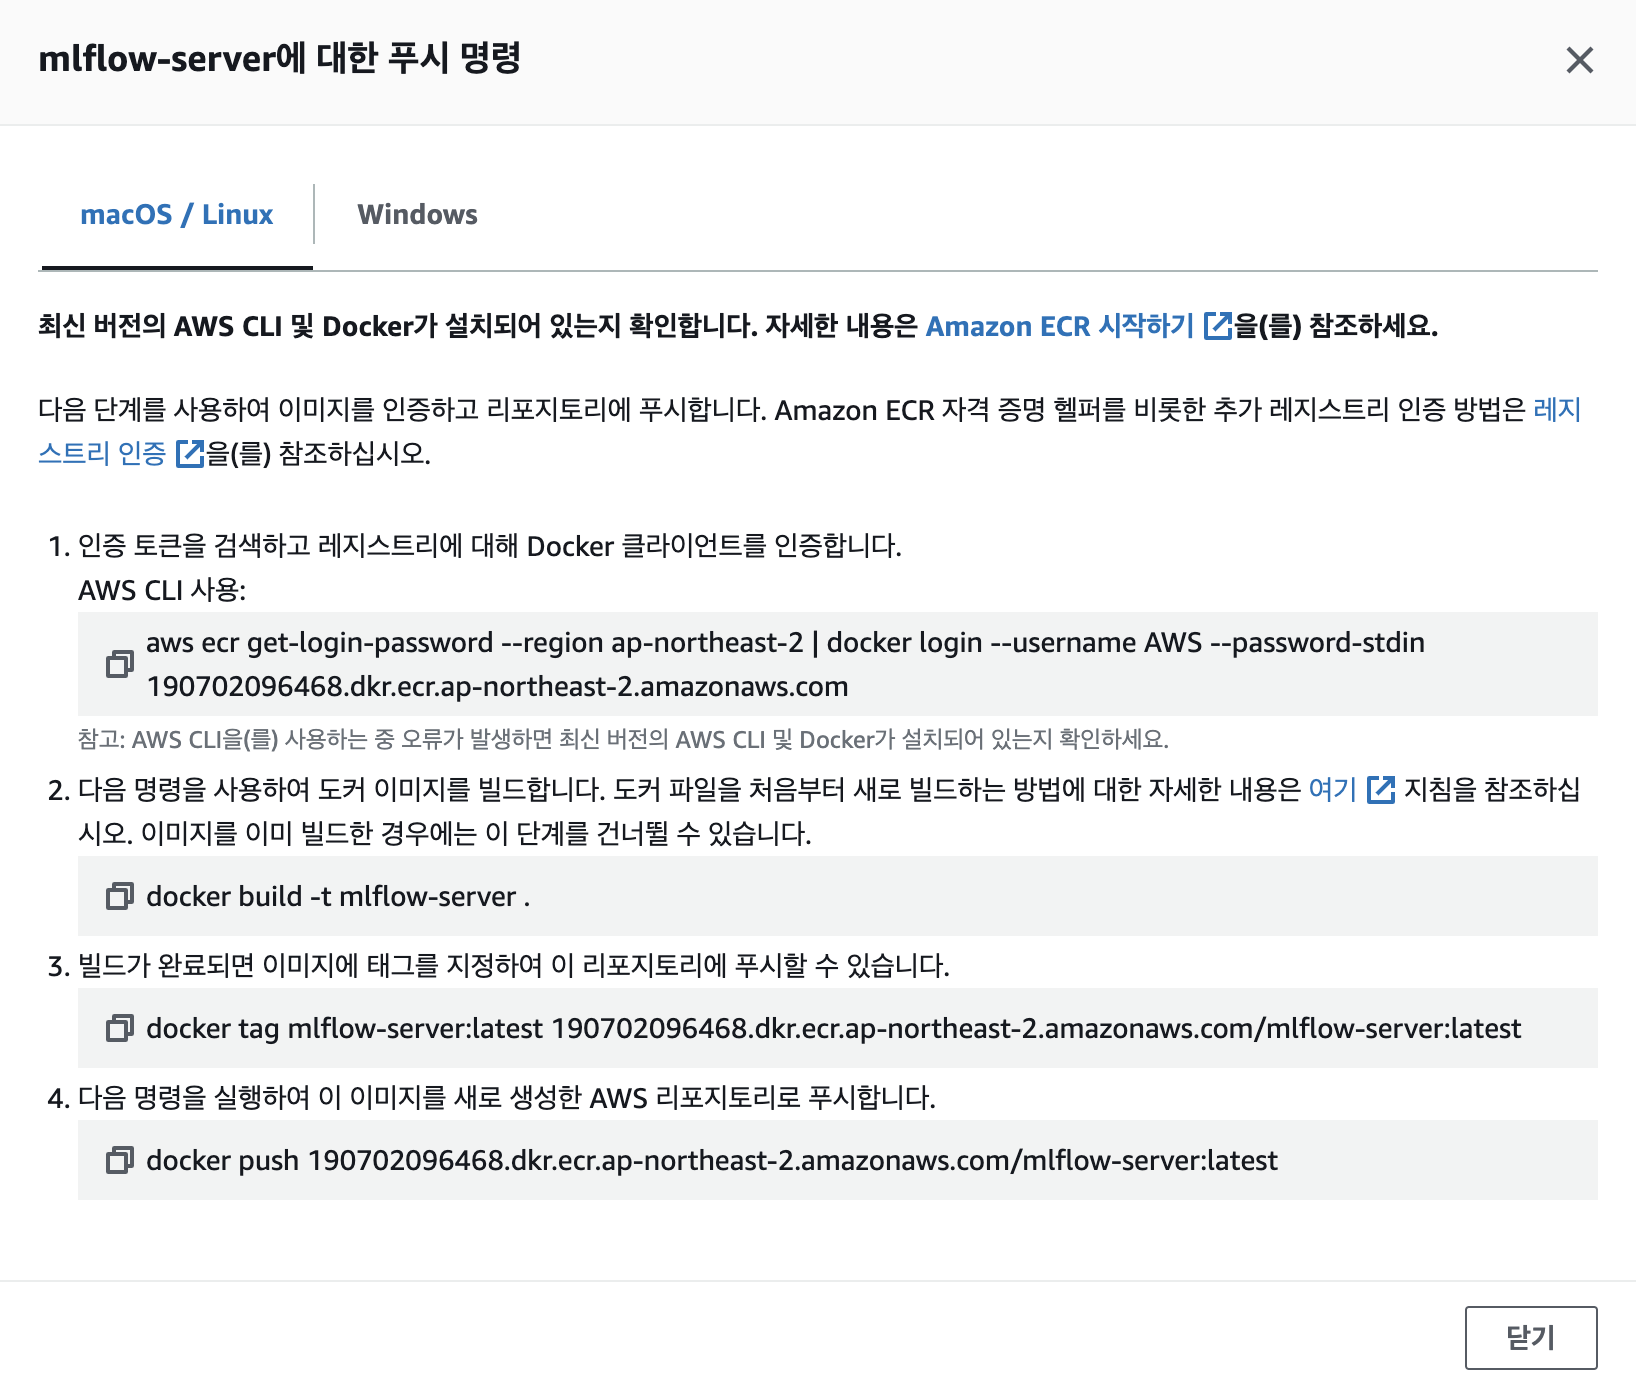 mlflow-server에 대한 푸시 명령
macOS / Linux
Windows
최신 버전의 AWS CLI 및 Docker가 설치되어 있는지 확인합니다. 자세한 내용은 Amazon ECR 시작하기 을(를) 참조하세요.
다음 단계를 사용하여 이미지를 인증하고 리포지토리에 푸시합니다. Amazon ECR 자격 증명 헬퍼를 비롯한 추가 레지스트리 인증 방법은 레지
스트리 인증 을(를) 참조하십시오.
1. 인증 토큰을 검색하고 레지스트리에 대해 Docker 클라이언트를 인증합니다.
AWS CLI 사용:
aws ecr get-login-password --region ap-northeast-2 | docker login --username AWS --password-stdin
190702096468.dkr.ecr.ap-northeast-2.amazonaws.com
참고: AWS CLI을(를) 사용하는 중 오류가 발생하면 최신 버전의 AWS CLI 및 Docker가 설치되어 있는지 확인하세요.
2. 다음 명령을 사용하여 도커 이미지를 빌드합니다. 도커 파일을 처음부터 새로 빌드하는 방법에 대한 자세한 내용은 여기 지침을 참조하십
시오. 이미지를 이미 빌드한 경우에는 이 단계를 건너뛸 수 있습니다.
docker build -t mlflow-server .
3. 빌드가 완료되면 이미지에 태그를 지정하여 이 리포지토리에 푸시할 수 있습니다.
docker tag mlflow-server:latest 190702096468.dkr.ecr.ap-northeast-2.amazonaws.com/mlflow-server:latest
4. 다음 명령을 실행하여 이 이미지를 새로 생성한 AWS 리포지토리로 푸시합니다.
docker push 190702096468.dkr.ecr.ap-northeast-2.amazonaws.com/mlflow-server:latest
닫기